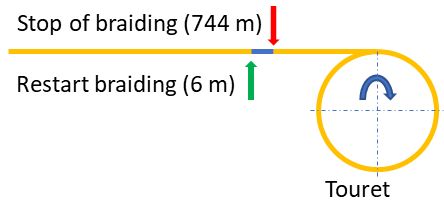 Stop of braiding (744 m)
Restart braiding (6 m)
Touret